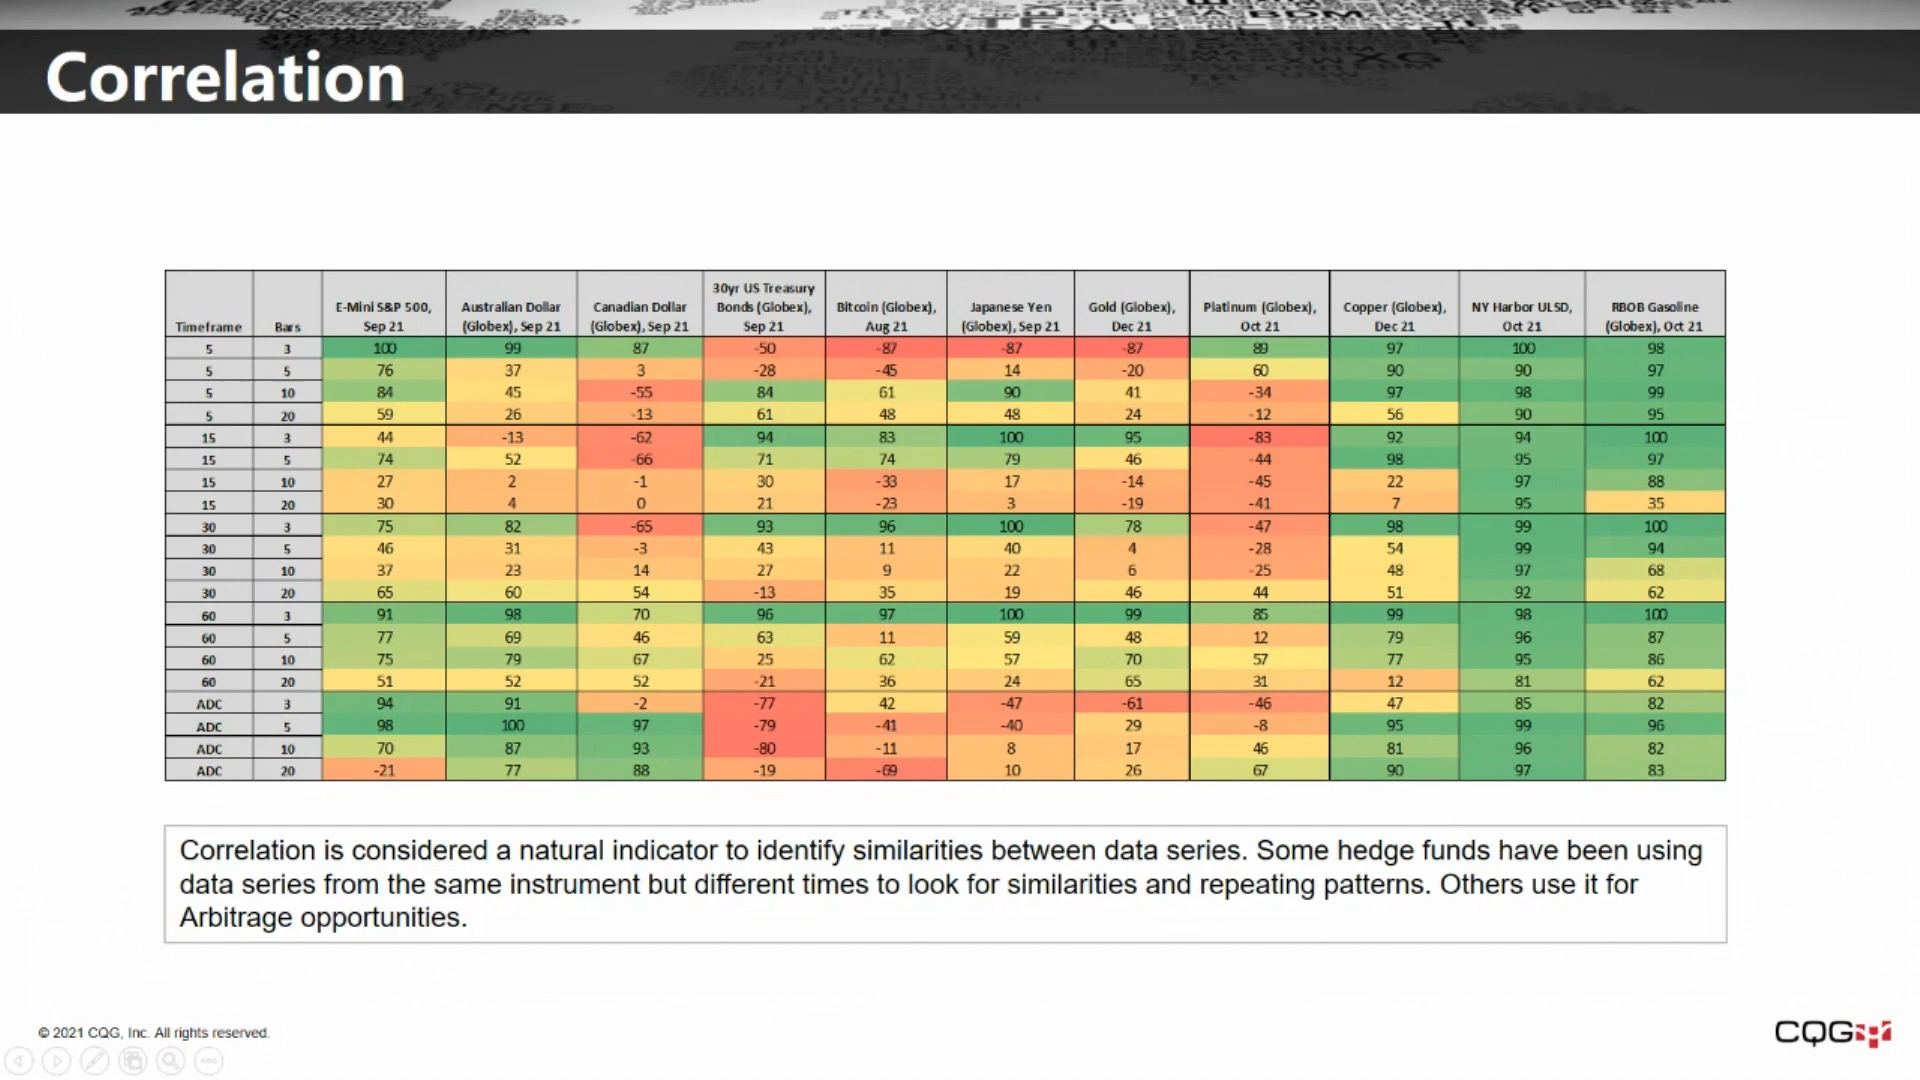 Correlation
Timeframe Bars E-Mini S&P 500, Sep 21 Australian Dollar (Globex), Sep 21 Canadian Dollar (Globex), Sep 21 30yr US Treasury Bonds (Globex), Sep 21 Bitcoin (Globex), Aug 21 Japanese Yen (Globex), Sep 21 Gold (Globex), Dec 21 Platinum (Globex), Oct 21 Copper (Globex), Dec 21 NY Harbor ULSD, Oct 21 RBOB Gasoline (Globex), Oct 21
5 3 100 99 87 -50 -87 -87 -87 89 97 100 98
5 5 76 37 3 -28 -45 14 -20 60 90 90 97
5 10 84 45 -55 84 61 90 41 -34 97 98 99
5 20 59 26 -13 61 48 48 24 -12 56 90 95
15 3 44 -13 -62 94 83 100 95 -83 92 94 100
15 5 74 52 -66 71 74 79 46 -44 98 95 97
15 10 27 2 -1 30 -33 17 -14 -45 22 97 88
15 20 30 4 0 21 -23 3 -19 -41 7 95 35
30 3 75 82 -65 93 96 100 78 -47 98 99 100
30 5 46 31 -3 43 11 40 4 -28 54 99 94
30 10 37 23 14 27 9 22 6 -25 48 97 68
30 20 65 60 54 -13 35 19 46 44 51 92 62
60 3 91 98 70 96 97 100 99 85 99 98 100
60 5 77 69 46 63 11 59 48 12 79 96 87
60 10 75 79 67 25 62 57 70 57 77 95 86
60 20 51 52 52 -21 36 24 65 31 12 81 62
ADC 3 94 91 -2 -77 42 -47 -61 -46 47 85 82
ADC 5 98 100 97 -79 -41 -40 29 -8 95 99 96
ADC 10 70 87 93 -80 -11 8 17 46 81 96 82
ADC 20 -21 77 88 -19 -69 10 26 67 90 97 83
Correlation is considered a natural indicator to identify similarities between data series. Some hedge funds have been using
data series from the same instrument but different times to look for similarities and repeating patterns. Others use it for
Arbitrage opportunities.
© 2021 CQG, Inc. All rights reserved.
CQG